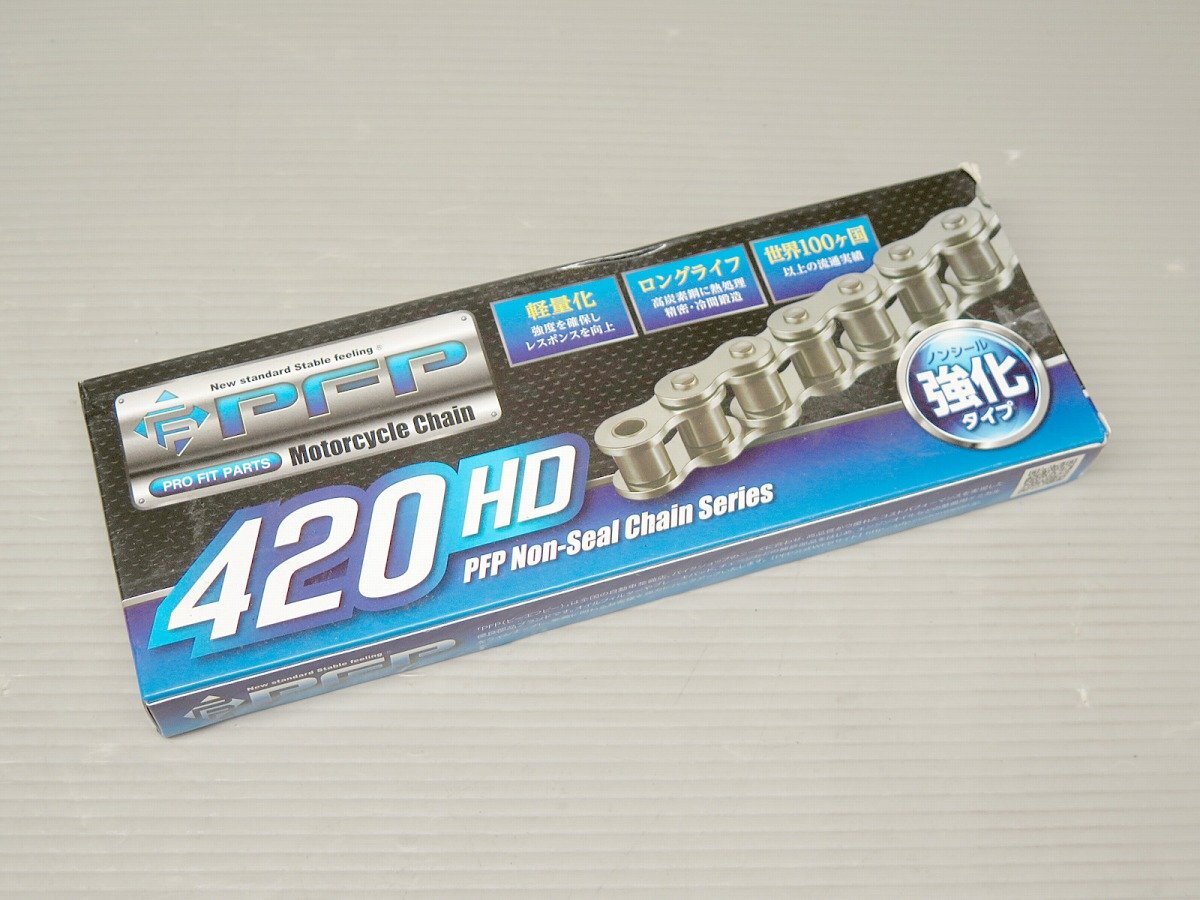 New standard Stable feeling®
PFP
PRO FIT PARTS
Motorcycle Chain
軽量化
強度を確保し
レスポンスを向上
ロングライフ
高炭素鋼に熱処理
精密・冷間鍛造
世界100ヶ国
以上の流通実績
ノンシール
強化
タイプ
420HD
PFP Non-Seal Chain Series
New standard Stable feeling
PFP